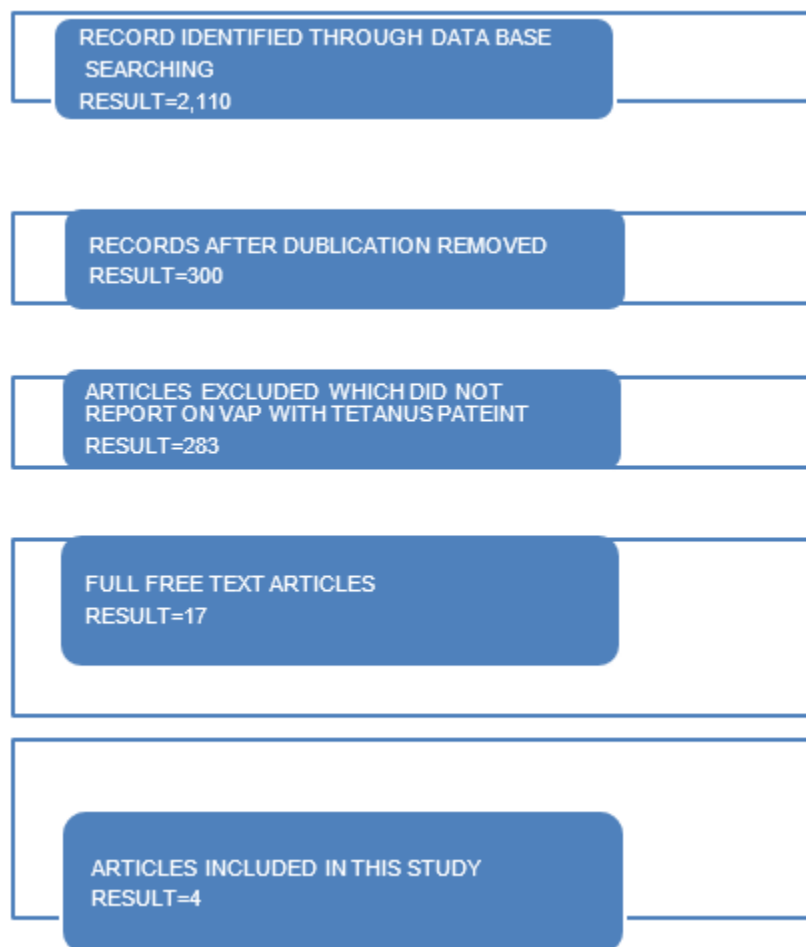 RECORD IDENTIFIED THROUGH DATA BASE
SEARCHING
RESULT=2,110
RECORDS AFTER DUBLICATION REMOVED
RESULT=300
ARTICLES EXCLUDED WHICH DID NOT
REPORT ON VAP WITH TETANUS PATEINT
RESULT=283
FULL FREE TEXT ARTICLES
RESULT=17
ARTICLES INCLUDED IN THIS STUDY
RESULT=4